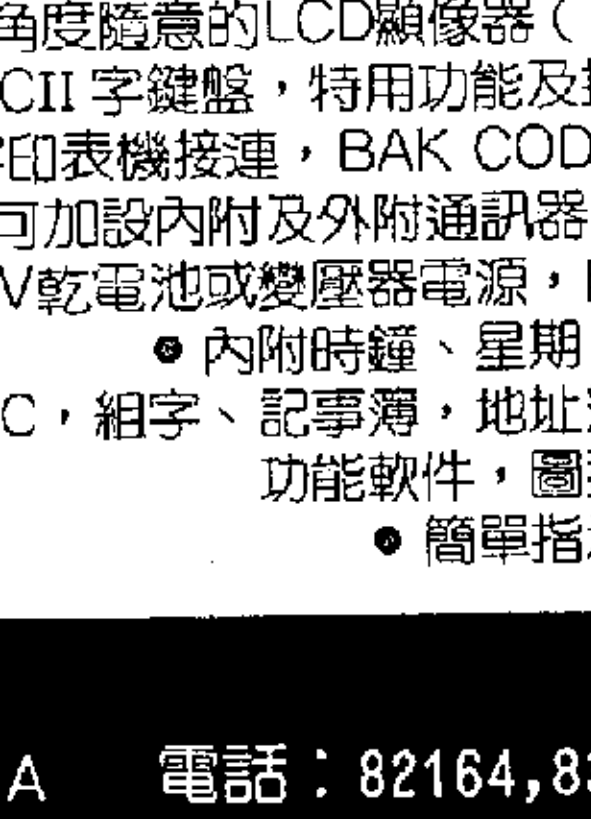 角度隨意的LCD顯像器（
CII 字鍵盤，特用功能及
印表機接連，BAK COD
可加設內附及外附通訊器
V乾電池或變壓器電源，
● 內附時鐘、星期
C，組字、記事簿，地址
功能軟件，圖
● 簡單指
A 電話：82164,83